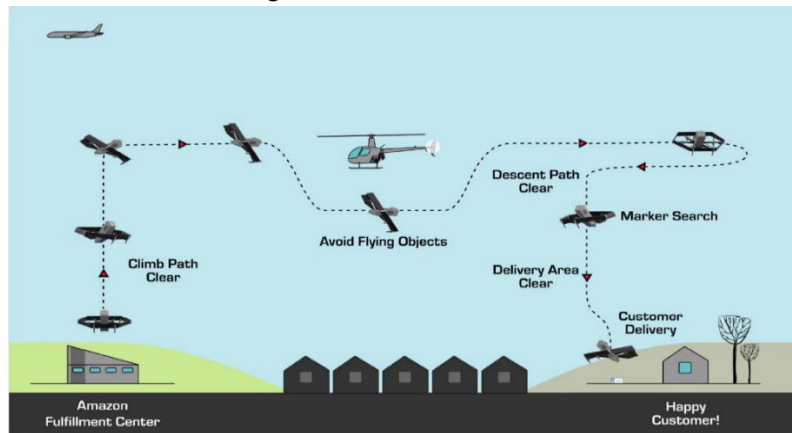 Descent Path
Clear
Marker Search
Avoid Flying Objects
Climb Path
Clear
Delivery Area
Clear
Customer
Delivery
Amazon
Fulfillment Center
Happy
Customer!